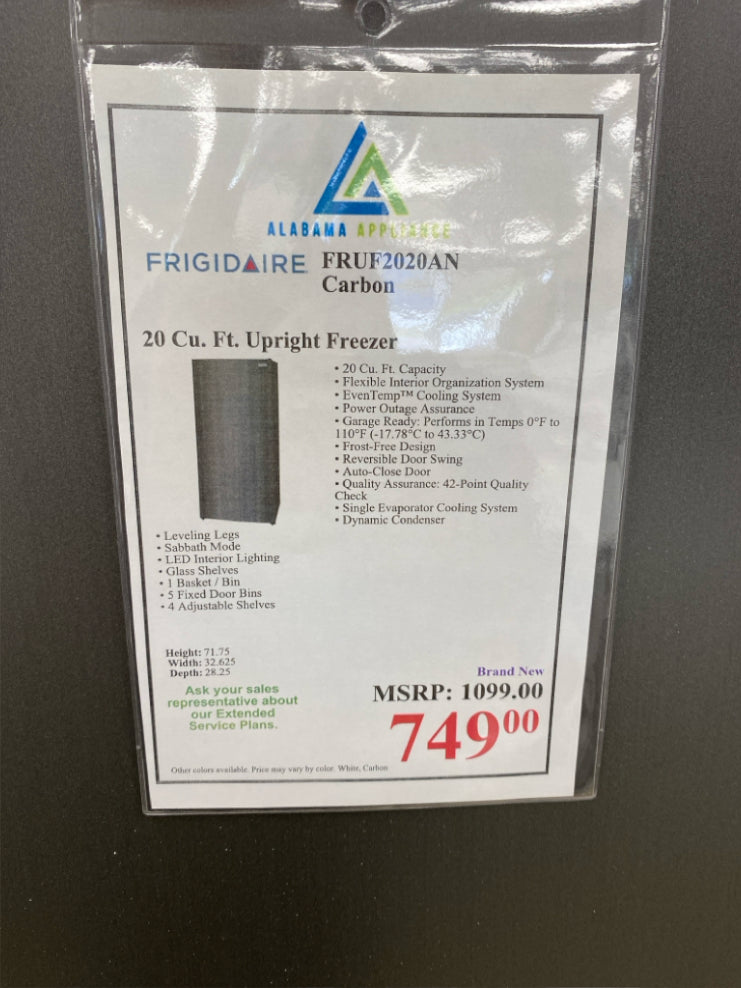 ALABAMA APPLIANCE
FRIGIDAIRE FRUF2020AN
Carbon
20 Cu. Ft. Upright Freezer
• 20 Cu. Ft. Capacity
• Flexible Interior Organization System
• EvenTemp™ Cooling System
• Power Outage Assurance
• Garage Ready: Performs in Temps 0°F to
110°F (-17.78°C to 43.33°C)
• Frost-Free Design
• Reversible Door Swing
• Auto-Close Door
• Quality Assurance: 42-Point Quality
Check
• Single Evaporator Cooling System
• Dynamic Condenser
• Leveling Legs
• Sabbath Mode
• LED Interior Lighting
• Glass Shelves
• 1 Basket / Bin
• 5 Fixed Door Bins
• 4 Adjustable Shelves
Height: 71.75
Width: 32.625
Depth: 28.25
Ask your sales
representative about
our Extended
Service Plans.
Brand New
MSRP: 1099.00
74900
Other colors available. Price may vary by color. White, Carbon